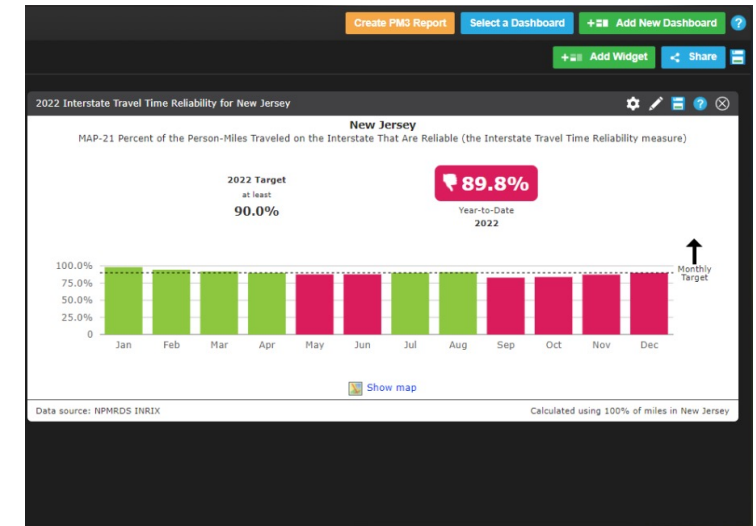 Create PM3 Report
Select a Dashboard
Add New Dashboard
?
Add Widget
Share
2022 Interstate Travel Time Reliability for New Jersey
?
New Jersey
MAP-21 Percent of the Person-Miles Traveled on the Interstate That Are Reliable (the Interstate Travel Time Reliability measure)
2022 Target
at least
90.0%
89.8%
Year-to-Date
2022
100.0%
75.0%
50.0%
25.0%
0
Monthly
Target
Jan Feb Mar Apr May Jun Jul Aug Sep Oct Nov Dec
Show map
Data source: NPMRDS INRIX
Calculated using 100% of miles in New Jersey